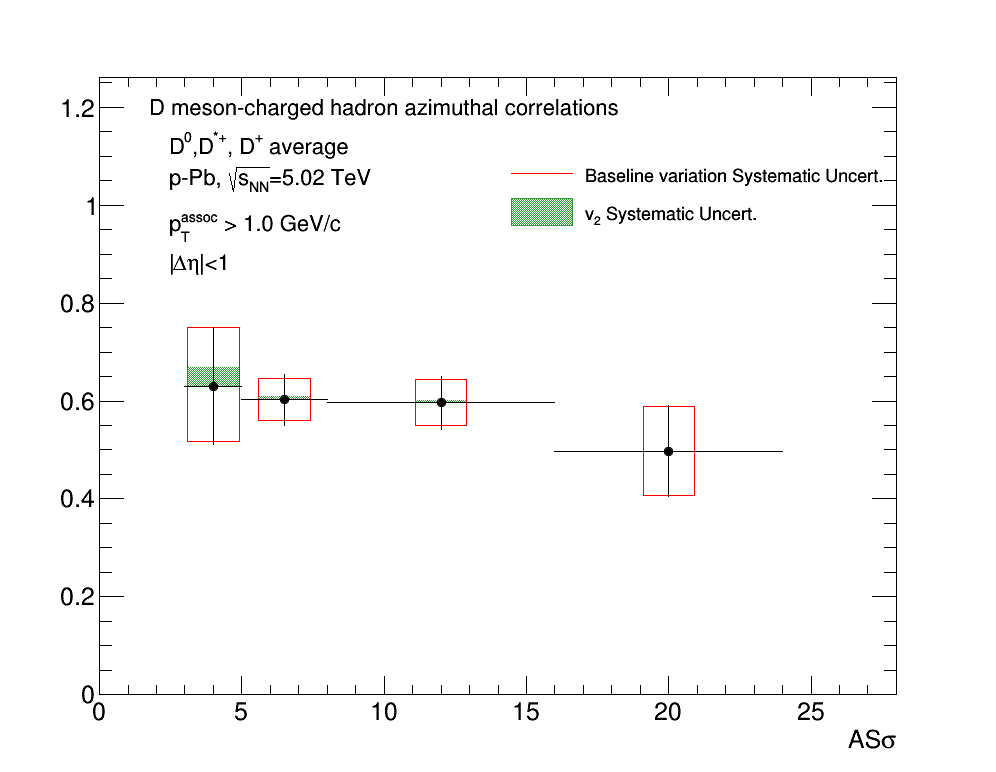 D meson-charged hadron azimuthal correlations
D⁰,D*⁺, D⁺ average
p-Pb, √s_NN=5.02 TeV
p_T^assoc > 1.0 GeV/c
|Δη|<1
Baseline variation Systematic Uncert.
v₂ Systematic Uncert.
1.2
1
0.8
0.6
0.4
0.2
0
0 5 10 15 20 25
ASσ